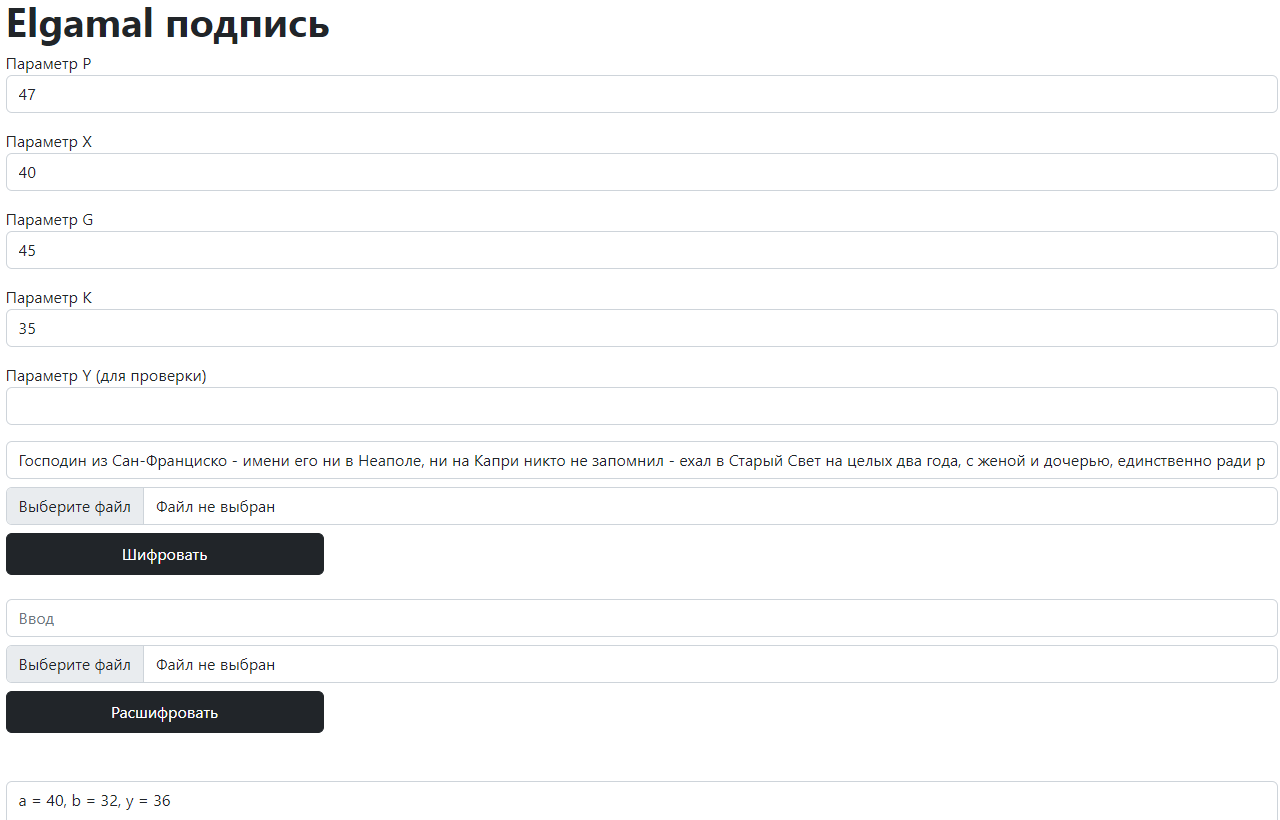 Elgamal подпись
Параметр P
47
Параметр X
40
Параметр G
45
Параметр К
35
Параметр Y (для проверки)
Господин из Сан-Франциско - имени его ни в Неаполе, ни на Капри никто не запомнил - ехал в Старый Свет на целых два года, с женой и дочерью, единственно ради р
Выберите файл Файл не выбран
Шифровать
Ввод
Выберите файл Файл не выбран
Расшифровать
a = 40, b = 32, y = 36